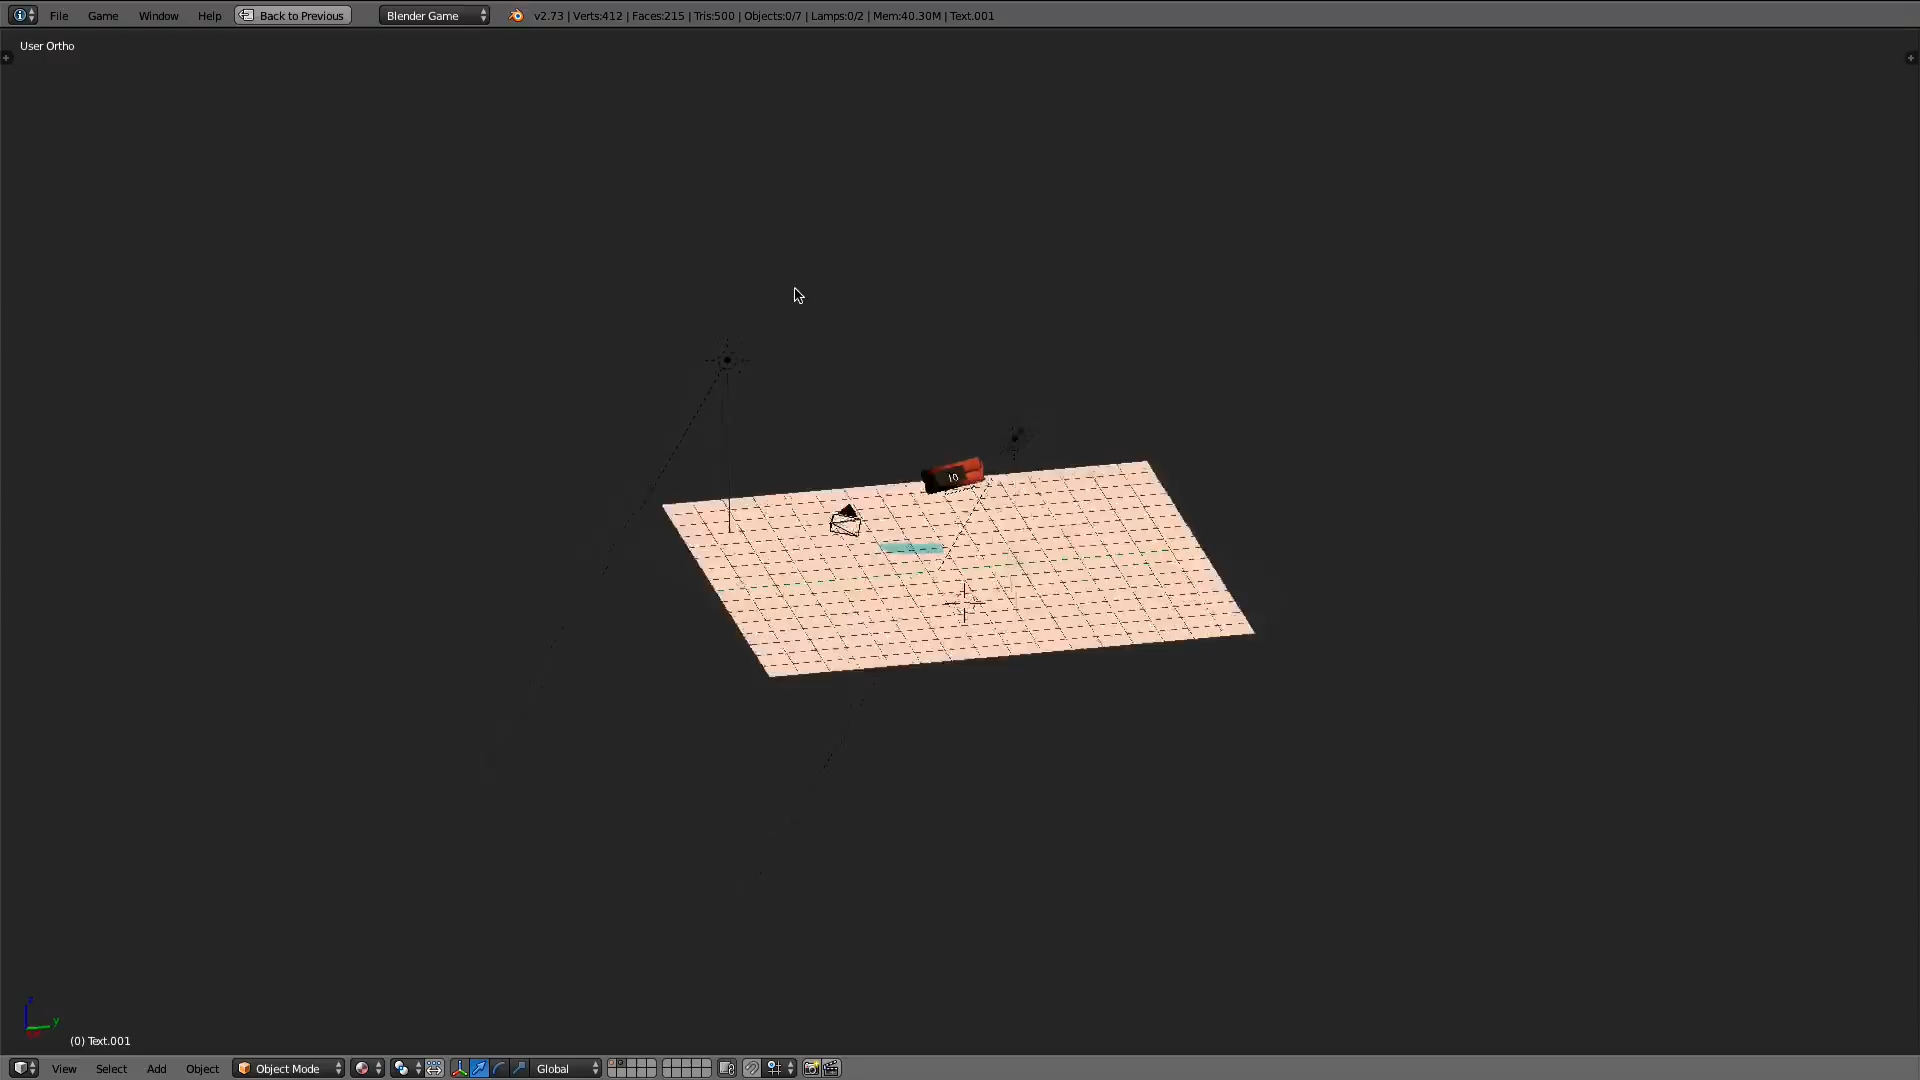 File Game Window Help Back to Previous Blender Game v2.73 | Verts:412 | Faces:215 | Tris:500 | Objects:0/7 | Lamps:0/2 | Mem:40.30M | Text.001
User Ortho
10
z
y
(0) Text.001
View Select Add Object Object Mode Global